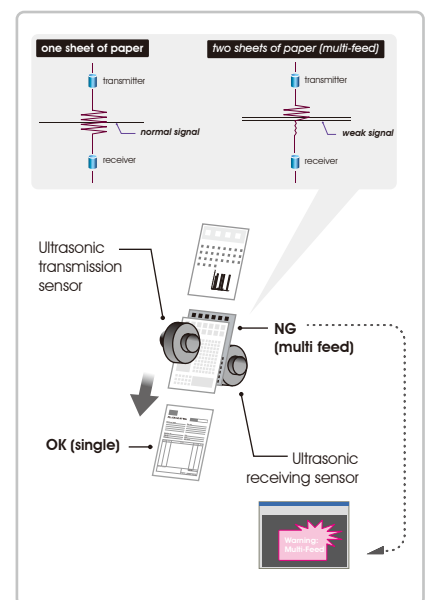 one sheet of paper
two sheets of paper (multi-feed)
transmitter
transmitter
normal signal
weak signal
receiver
receiver
Ultrasonic
transmission
sensor
NG
(multi feed)
OK (single)
Ultrasonic
receiving sensor
Warning:
Multi-Feed